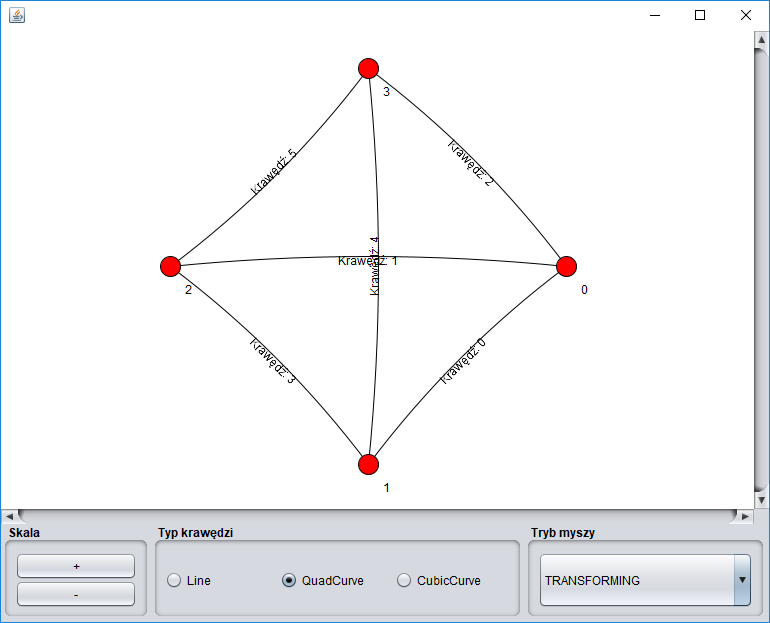 3
Krawędź: 5
Krawędź: 2
Krawędź: 4
Krawędź: 1
2
0
Krawędź: 3
Krawędź: 0
1
Skala
Typ krawędzi
Tryb myszy
+
-
Line
QuadCurve
CubicCurve
TRANSFORMING